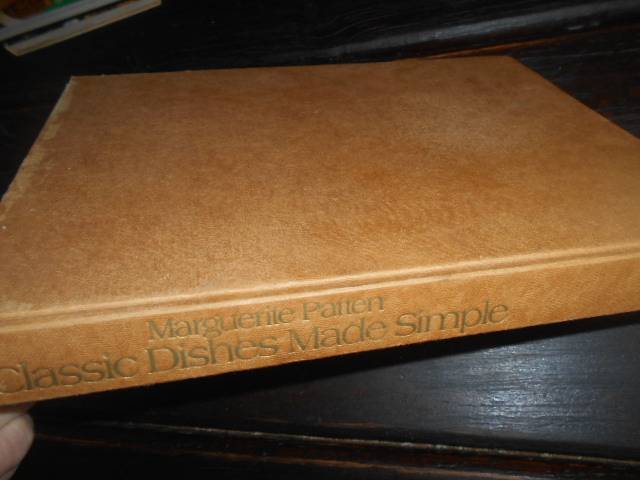 Marguerite Patten
Classic Dishes Made Simple